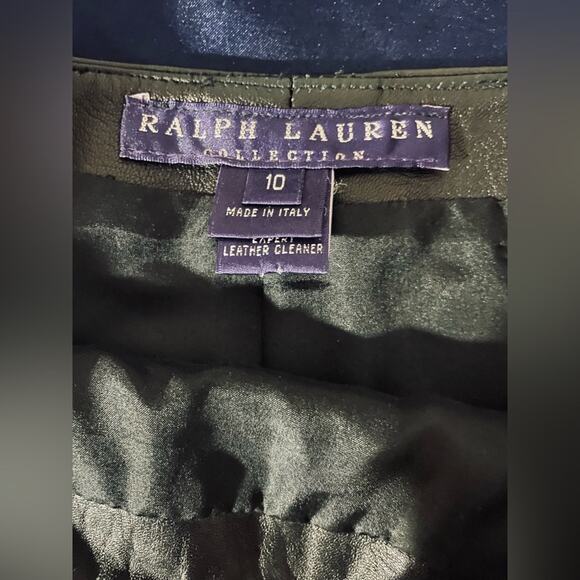 RALPH LAUREN
COLLECTION
10
MADE IN ITALY
EXPERT
LEATHER CLEANER